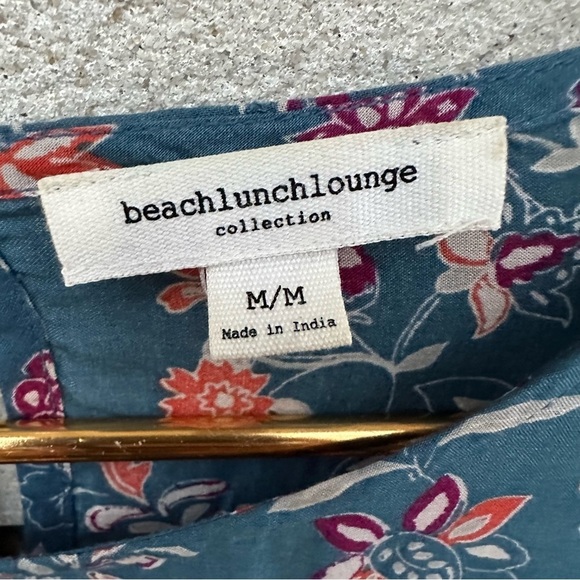 beachlunchlounge
collection
M/M
Made in India